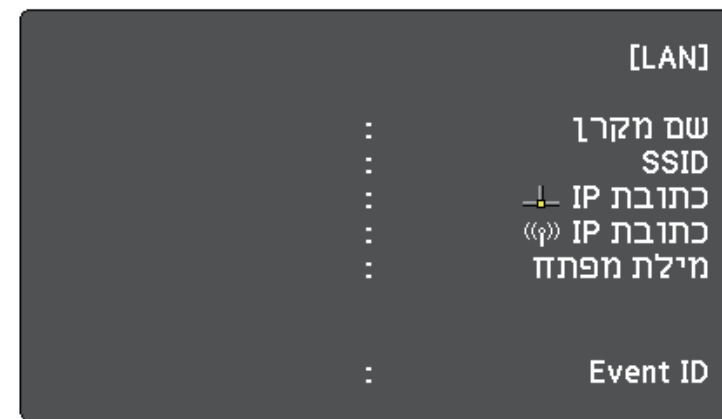 [LAN]
שם מקרן :
SSID :
כתובת IP :
כתובת IP :
מילת מפתח :
Event ID :